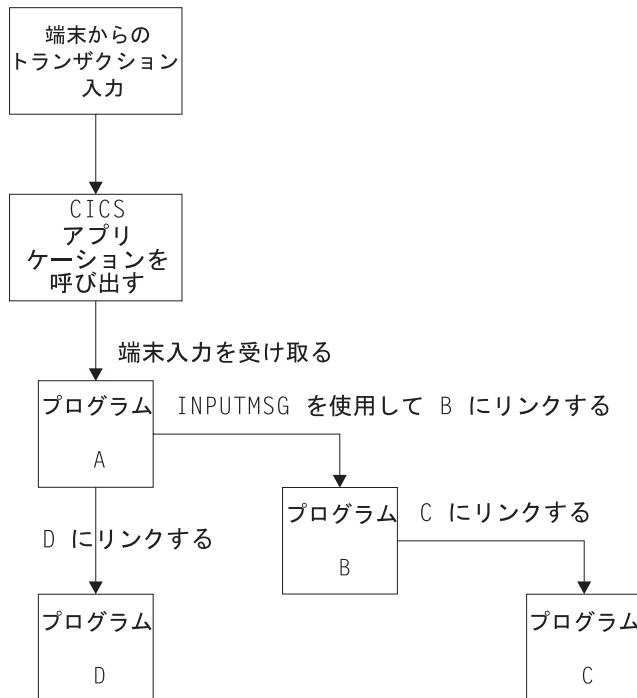 端末からの
トランザクション
入力
CICS
アプリ
ケーションを
呼び出す
端末入力を受け取る
プログラム
A
INPUTMSG を使用して B にリンクする
プログラム
B
C にリンクする
D にリンクする
プログラム
D
プログラム
C